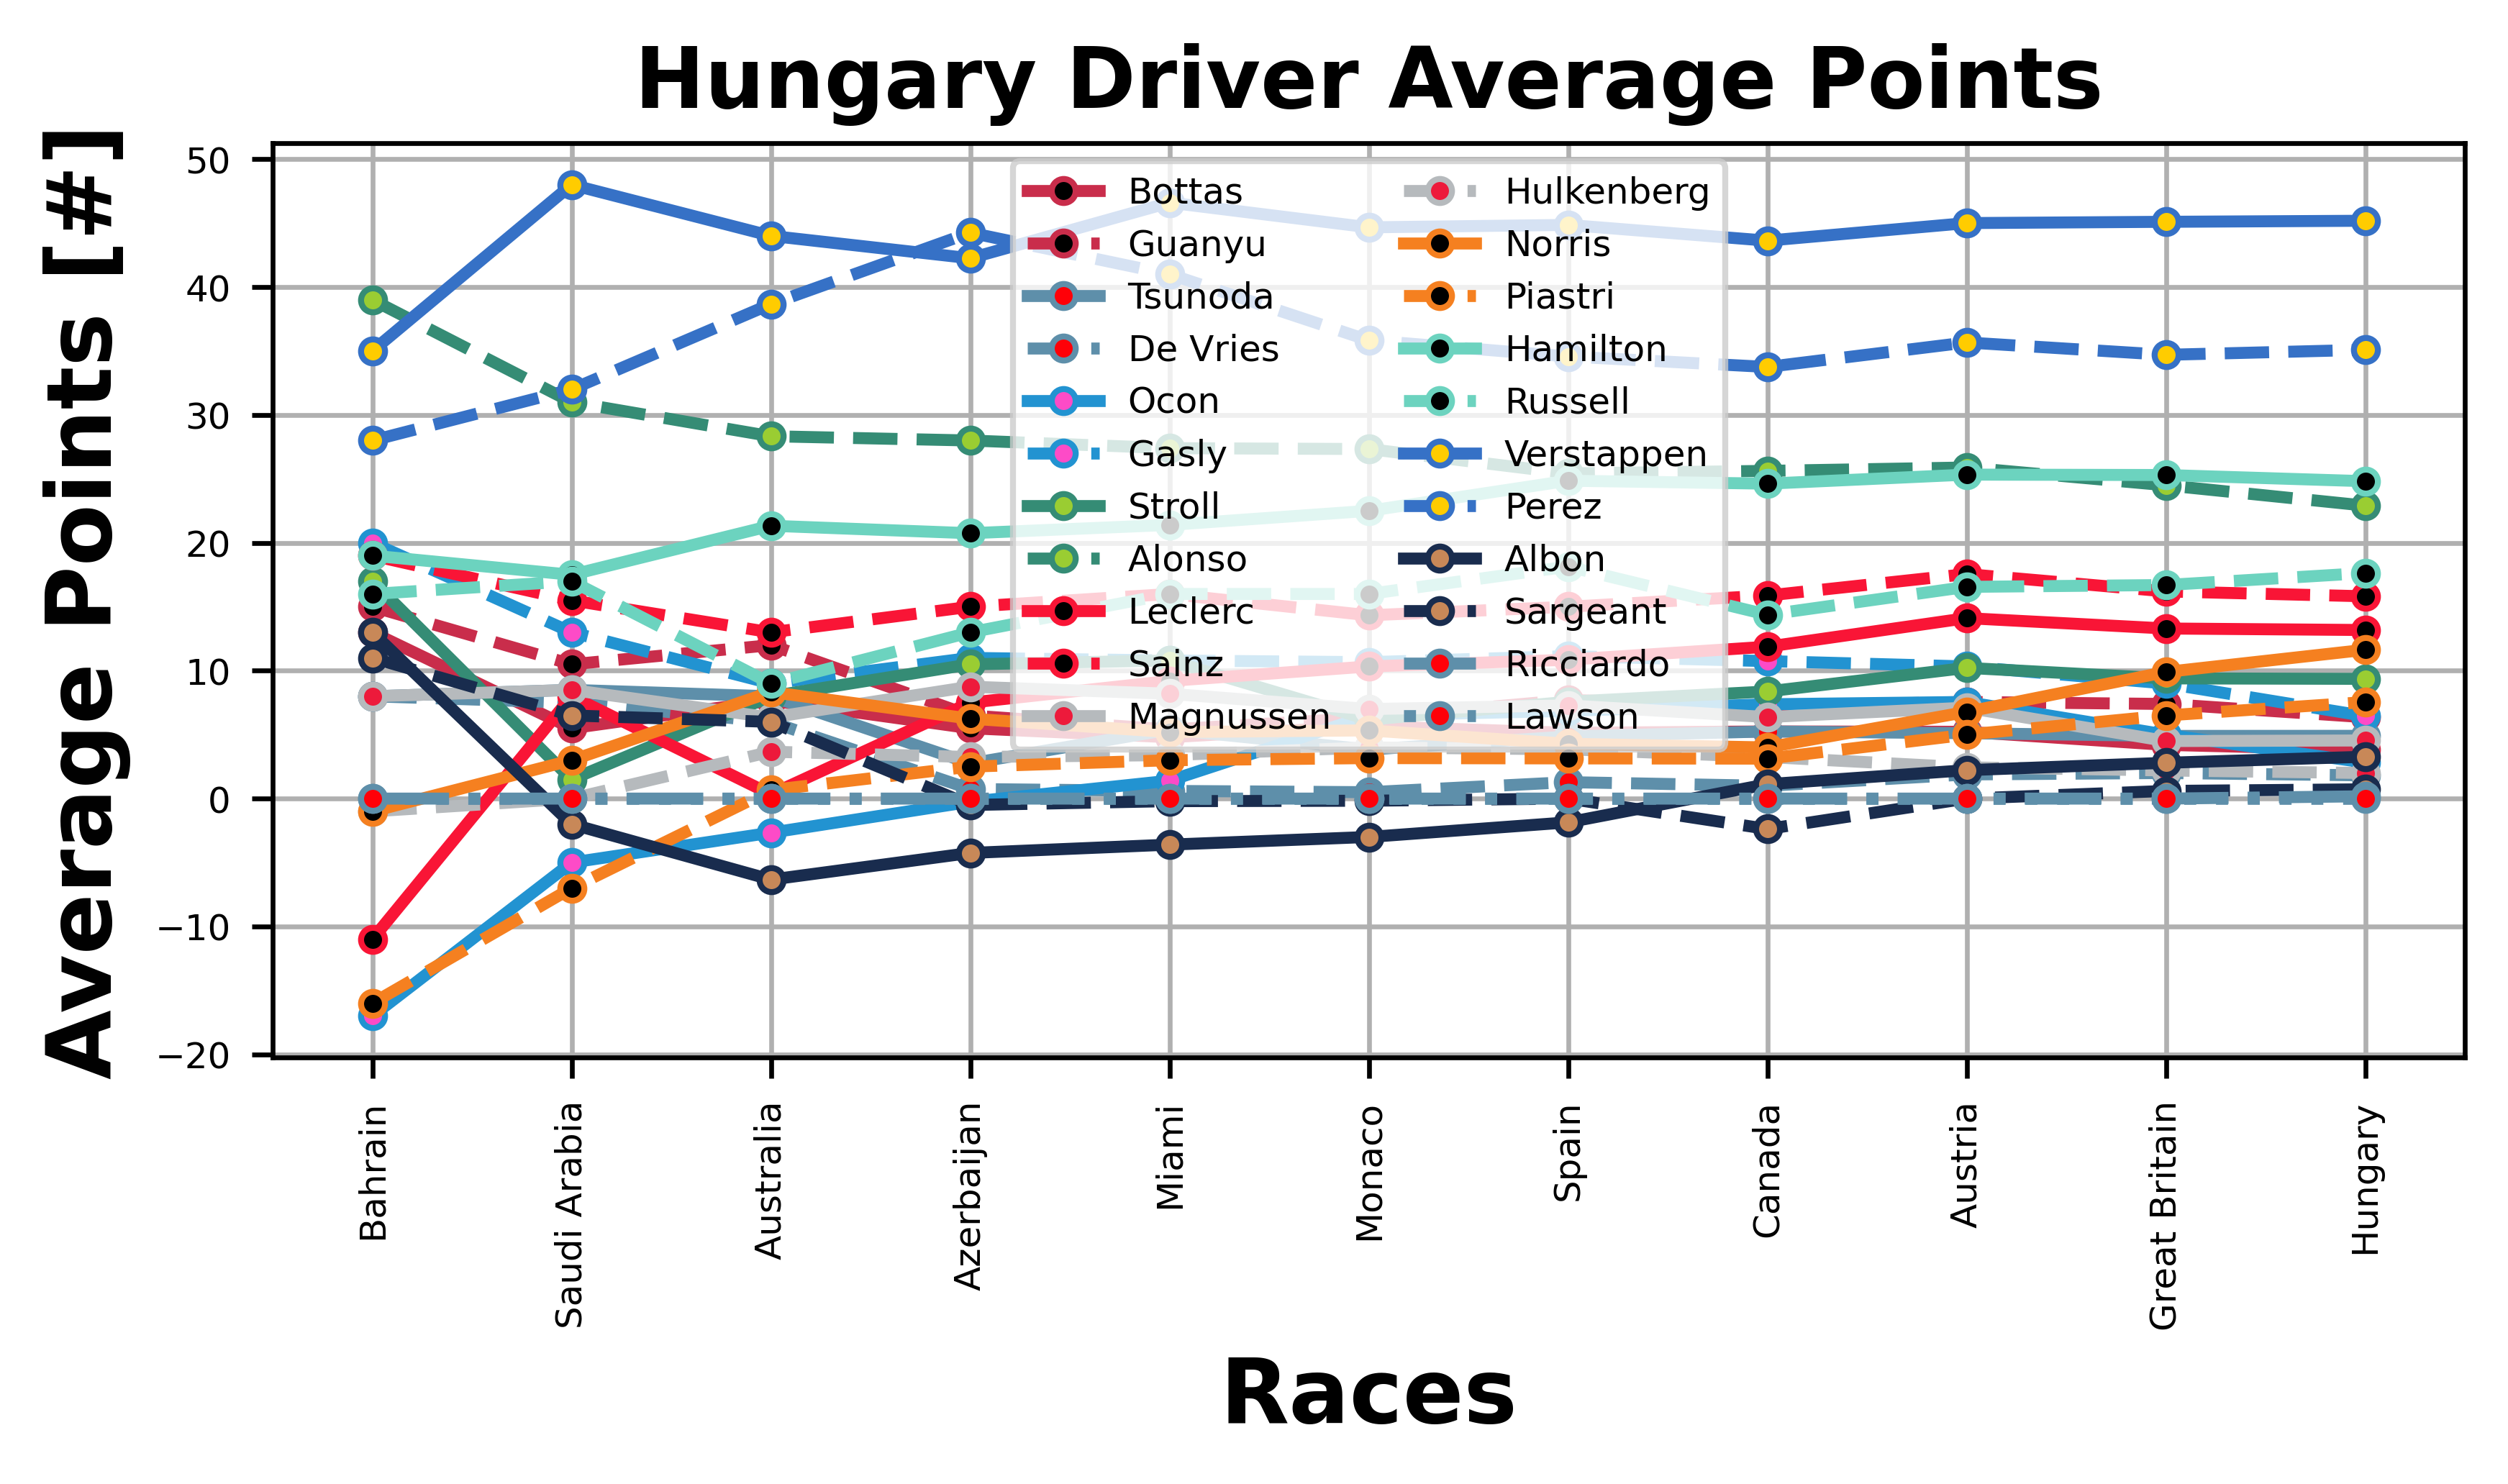 Hungary Driver Average Points
Average Points [#]
50
40
30
20
10
0
−10
−20
Bottas
Guanyu
Tsunoda
De Vries
Ocon
Gasly
Stroll
Alonso
Leclerc
Sainz
Magnussen
Hulkenberg
Norris
Piastri
Hamilton
Russell
Verstappen
Perez
Albon
Sargeant
Ricciardo
Lawson
Bahrain
Saudi Arabia
Australia
Azerbaijan
Miami
Monaco
Spain
Canada
Austria
Great Britain
Hungary
Races